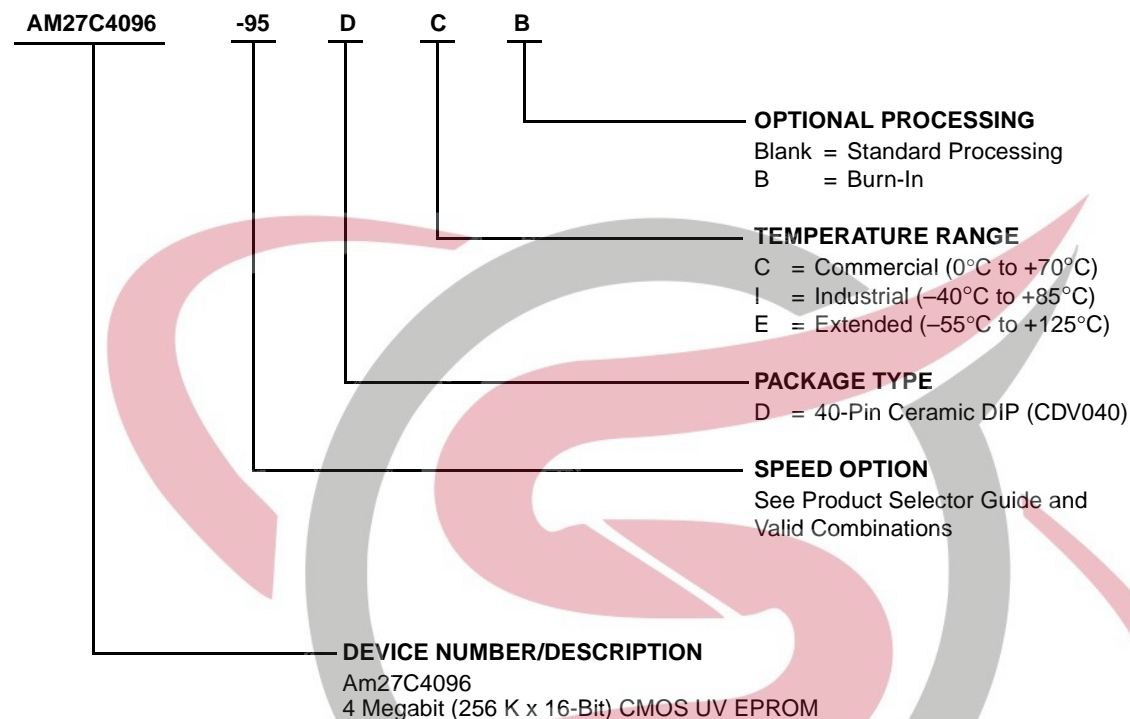 AM27C4096 -95 D C B
OPTIONAL PROCESSING
Blank = Standard Processing
B = Burn-In
TEMPERATURE RANGE
C = Commercial (0°C to +70°C)
I = Industrial (–40°C to +85°C)
E = Extended (–55°C to +125°C)
PACKAGE TYPE
D = 40-Pin Ceramic DIP (CDV040)
SPEED OPTION
See Product Selector Guide and
Valid Combinations
DEVICE NUMBER/DESCRIPTION
Am27C4096
4 Megabit (256 K x 16-Bit) CMOS UV EPROM